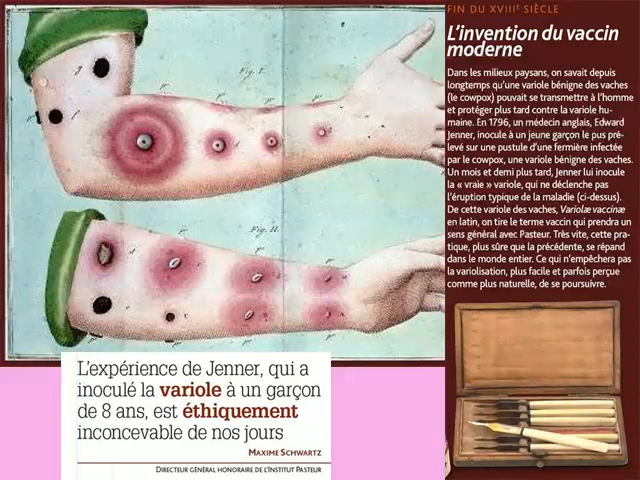 FIN DU XVIIIE SIÈCLE
L'invention du vaccin
moderne
Dans les milieux paysans, on savait depuis
longtemps qu'une variole bénigne des vaches
(le cowpox) pouvait se transmettre à l'homme
et protéger plus tard contre la variole hu-
maine. En 1796, un médecin anglais, Edward
Jenner, inocule à un jeune garçon le pus pré-
levé sur une pustule d'une fermière infectée
par le cowpox, une variole bénigne des vaches.
Un mois et demi plus tard, Jenner lui inocule
la « vraie » variole, qui ne déclenche pas
l'éruption typique de la maladie (ci-dessus).
De cette variole des vaches, Variolæ vaccinæ
en latin, on tire le terme vaccin qui prendra un
sens général avec Pasteur. Très vite, cette pra-
tique, plus sûre que la précédente, se répand
dans le monde entier. Ce qui n'empêchera pas
la variolisation, plus facile et parfois perçue
comme plus naturelle, de se poursuivre.
Fig. I.
Fig. II.
L'expérience de Jenner, qui a
inoculé la variole à un garçon
de 8 ans, est éthiquement
inconcevable de nos jours
MAXIME SCHWARTZ
DIRECTEUR GÉNÉRAL HONORAIRE DE L'INSTITUT PASTEUR